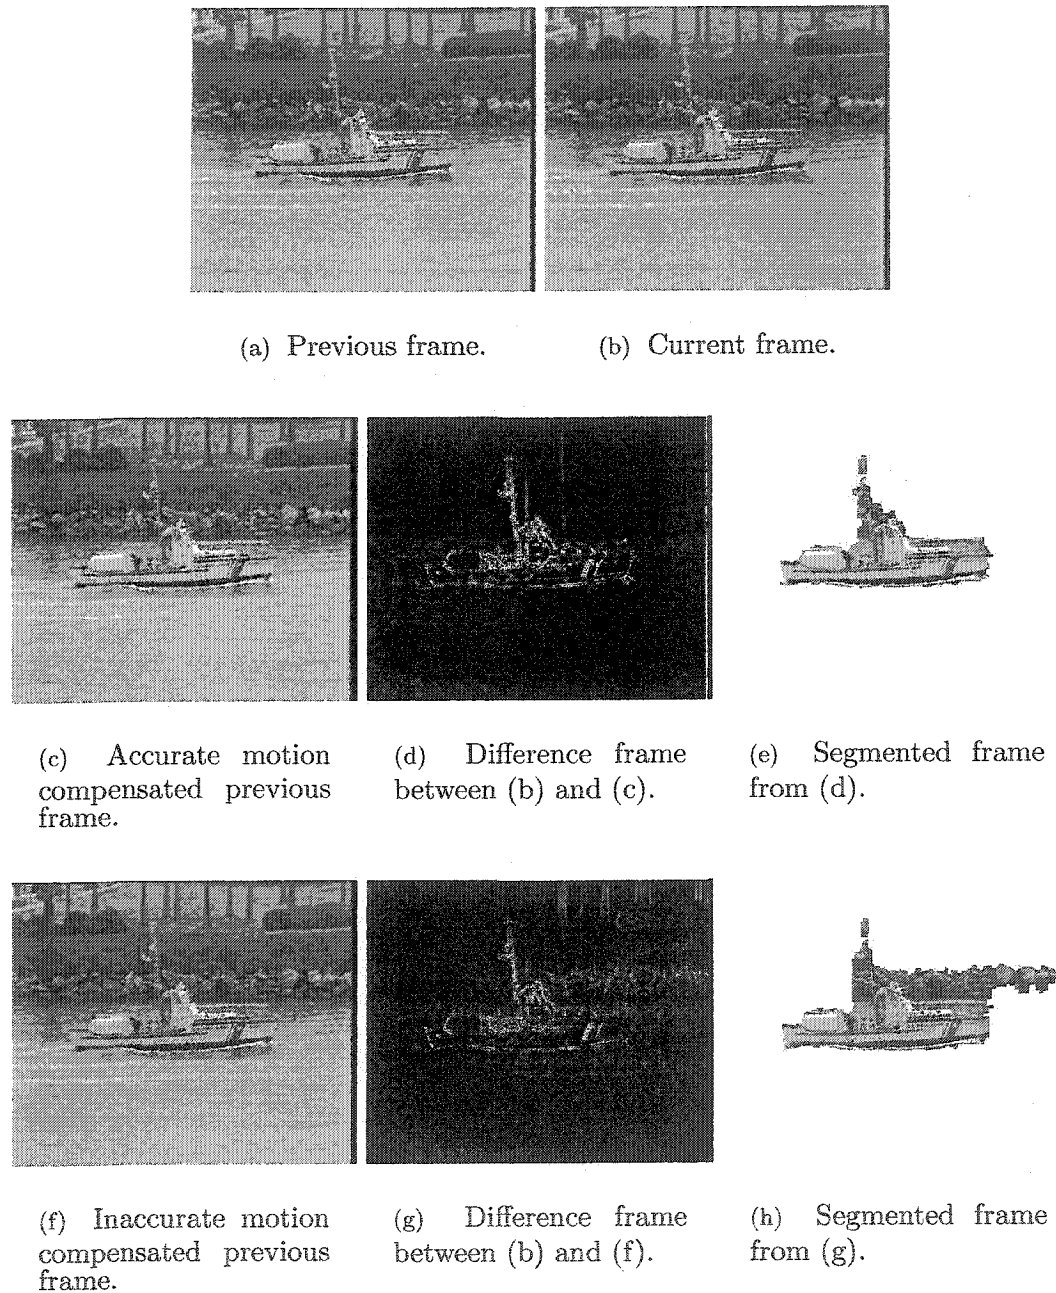 (a) Previous frame.
(b) Current frame.
(c) Accurate motion
compensated previous
frame.
(d) Difference frame
between (b) and (c).
(e) Segmented frame
from (d).
(f) Inaccurate motion
compensated previous
frame.
(g) Difference frame
between (b) and (f).
(h) Segmented frame
from (g).